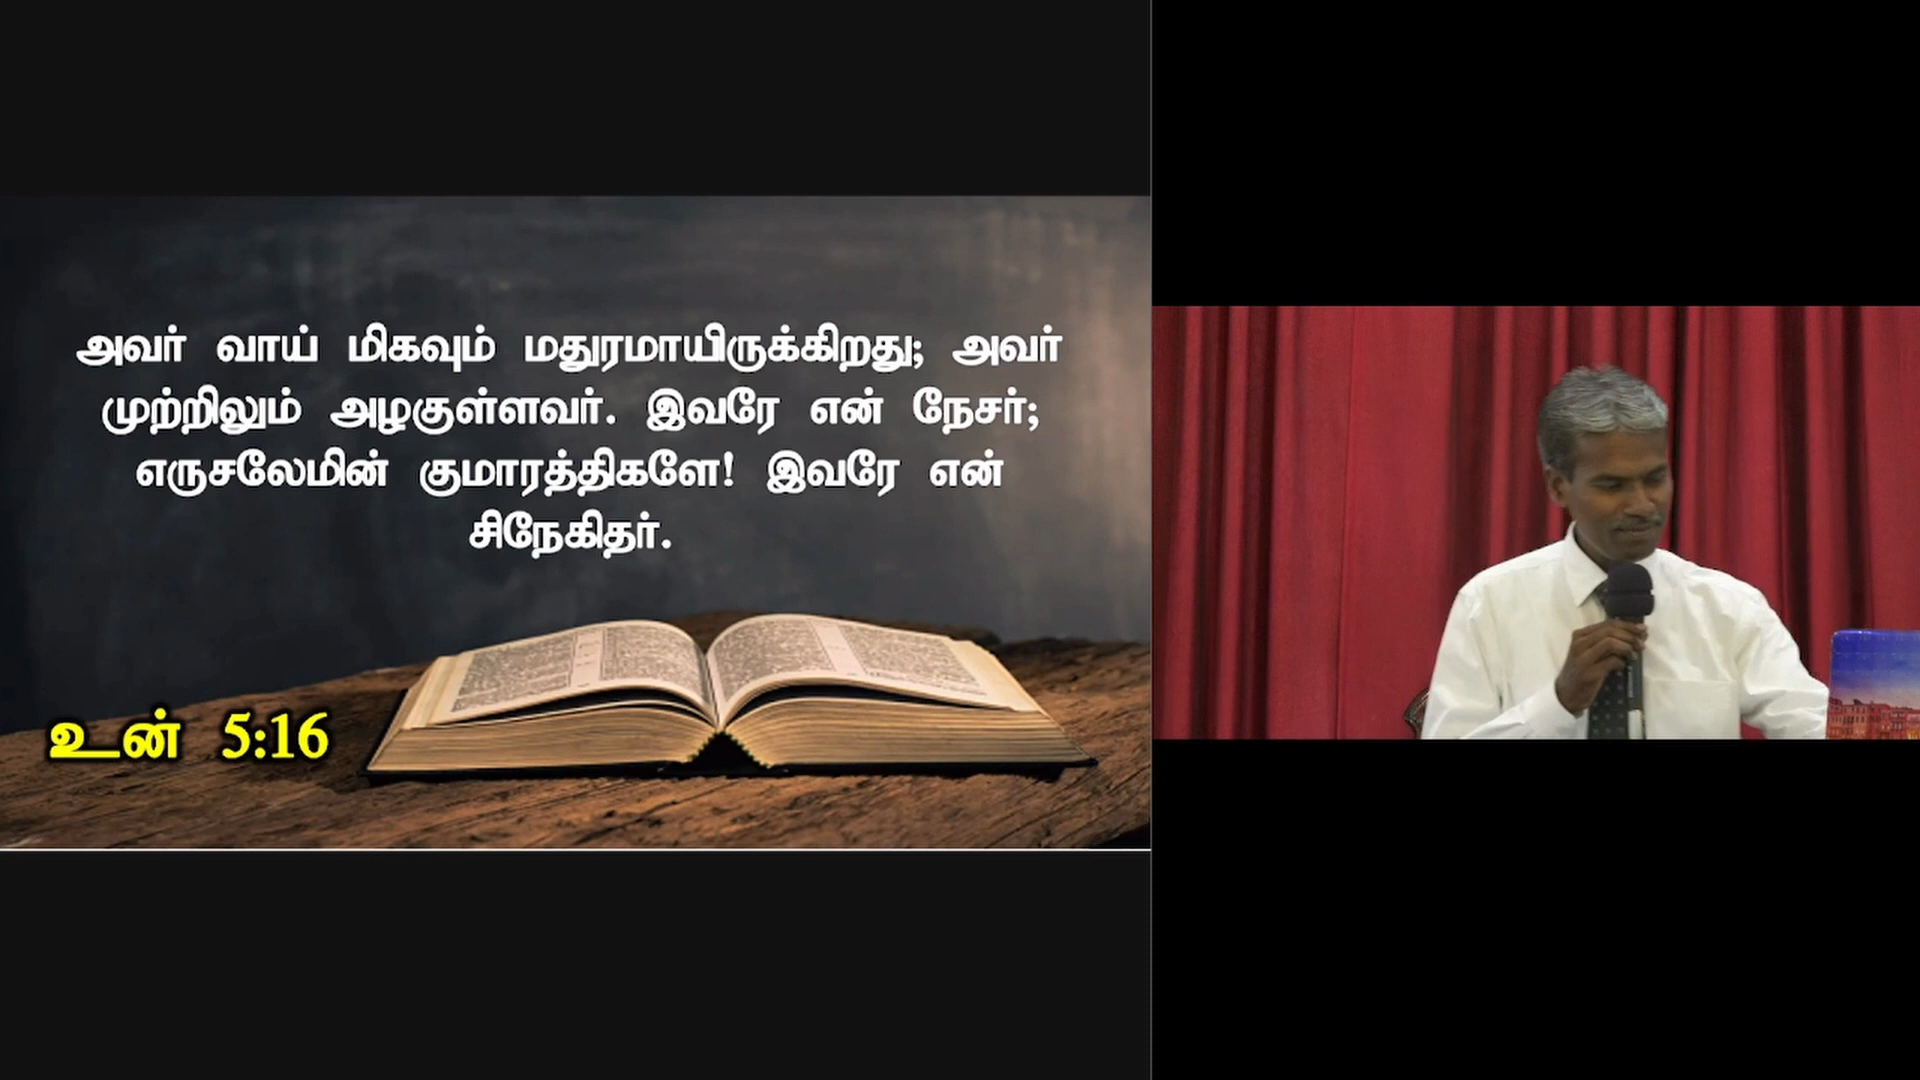 அவர் வாய் மிகவும் மதுரமாயிருக்கிறது; அவர்
முற்றிலும் அழகுள்ளவர். இவரே என் நேசர்;
எருசலேமின் குமாரத்திகளே! இவரே என்
சிநேகிதர்.
உன் 5:16